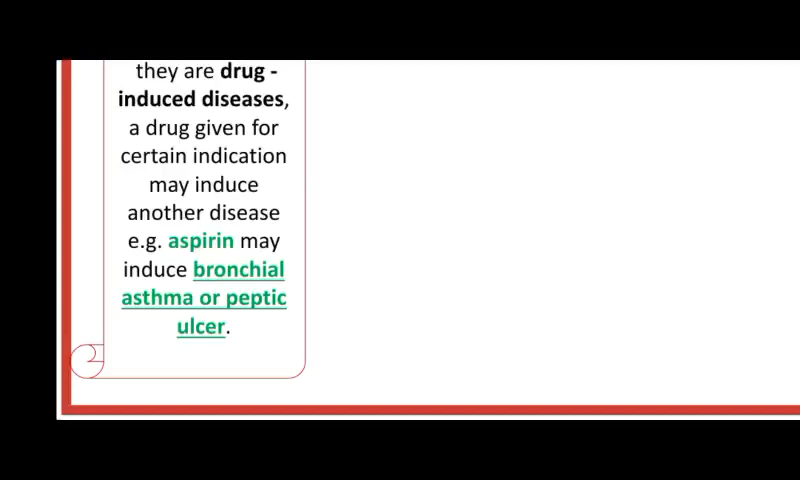 they are drug -
induced diseases,
a drug given for
certain indication
may induce
another disease
e.g. aspirin may
induce bronchial
asthma or peptic
ulcer.